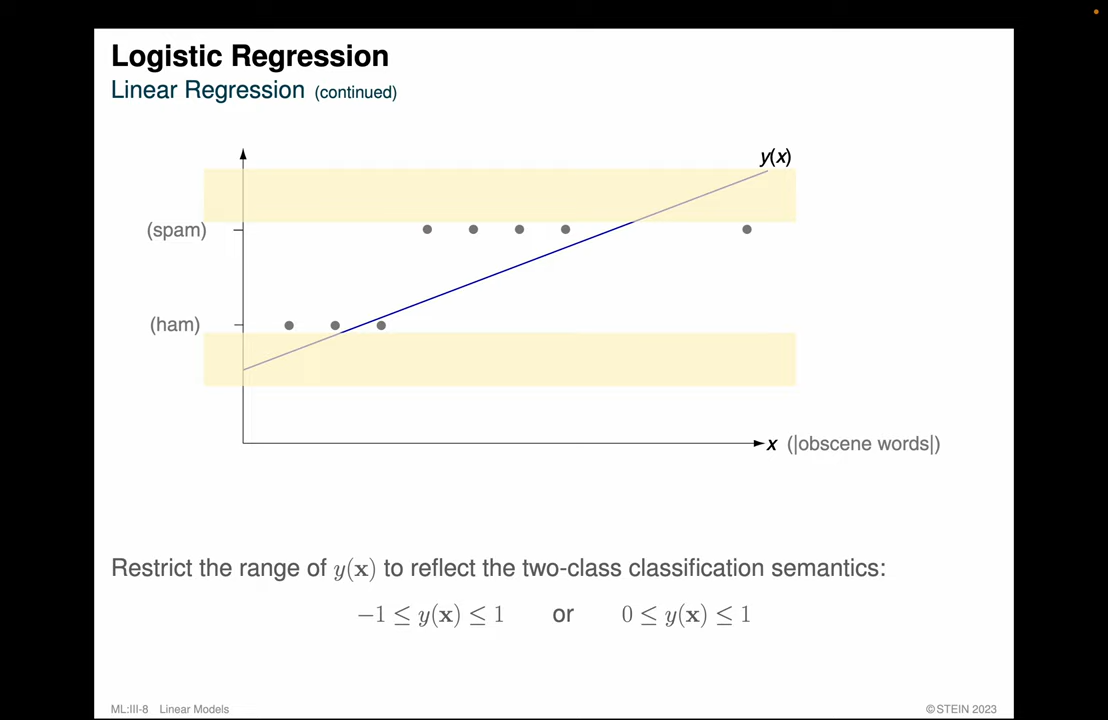 Logistic Regression
Linear Regression (continued)
y(x)
(spam)
(ham)
x (|obscene words|)
Restrict the range of y(x) to reflect the two-class classification semantics:
−1 ≤ y(x) ≤ 1 or 0 ≤ y(x) ≤ 1
ML:III-8 Linear Models © STEIN 2023